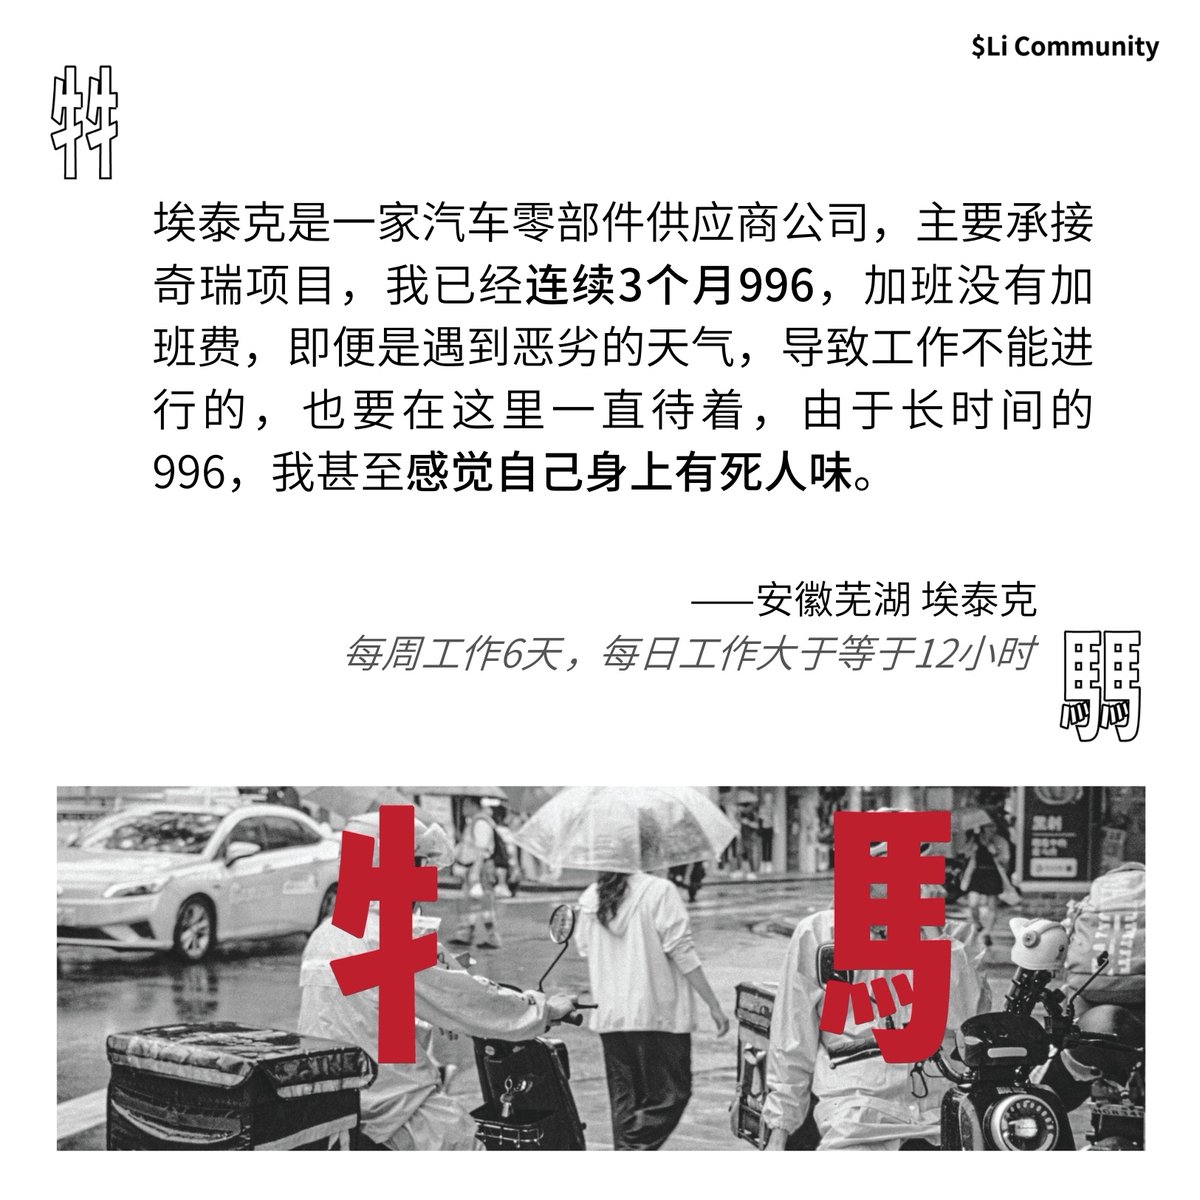 $Li Community
牜牜
埃泰克是一家汽车零部件供应商公司，主要承接
奇瑞项目，我已经连续3个月996，加班没有加
班费，即便是遇到恶劣的天气，导致工作不能进
行的，也要在这里一直待着，由于长时间的
996，我甚至感觉自己身上有死人味。
——安徽芜湖 埃泰克
每周工作6天，每日工作大于等于12小时
馬馬
牜 馬